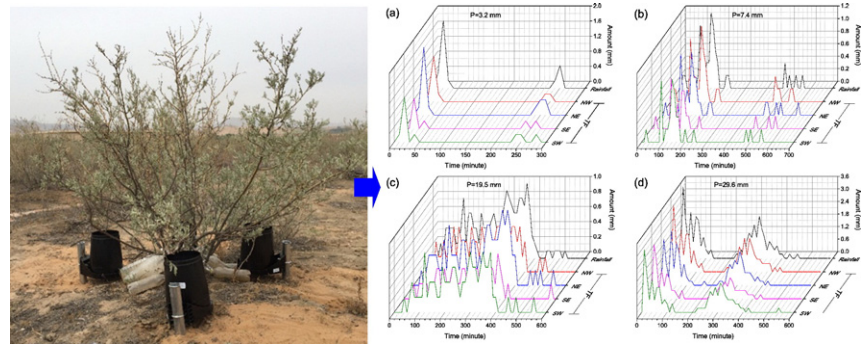 (a)
P=3.2 mm
2.0
1.6
1.2
0.8
0.4
0.0
Amount (mm)
Rainfall
NW
NE
SE
SW
TF
0 50 100 150 200 250 300 350
Time (minute)
(b)
P=7.4 mm
1.2
0.9
0.6
0.3
0.0
Amount (mm)
Rainfall
NW
NE
SE
SW
TF
0 100 200 300 400 500 600 700
Time (minute)
(c)
P=19.5 mm
1.0
0.8
0.6
0.4
0.2
0.0
Amount (mm)
Rainfall
NW
NE
SE
SW
TF
0 100 200 300 400 500 600
Time (minute)
(d)
P=29.6 mm
3.6
3.0
2.4
1.8
1.2
0.6
0.0
Amount (mm)
Rainfall
NW
NE
SE
SW
TF
0 100 200 300 400 500 600
Time (minute)